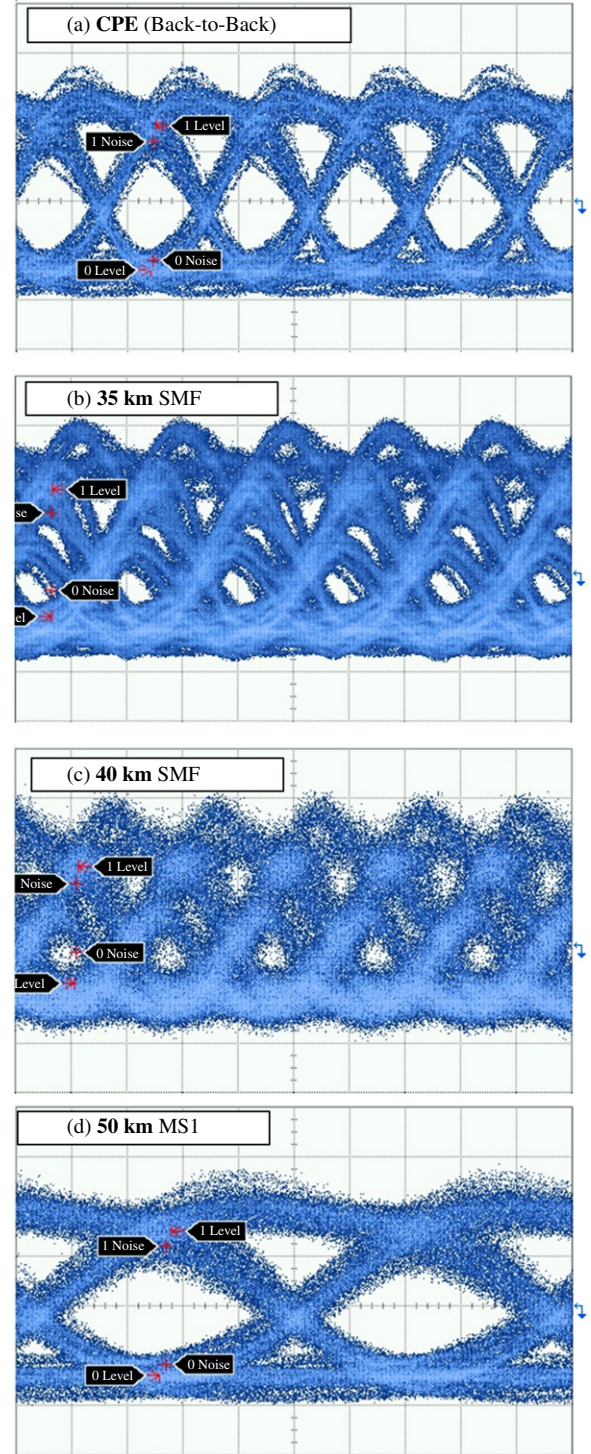 (a) CPE (Back-to-Back)
1 Level
1 Noise
0 Noise
0 Level
(b) 35 km SMF
1 Level
se
0 Noise
el
(c) 40 km SMF
1 Level
Noise
0 Noise
Level
(d) 50 km MS1
1 Level
1 Noise
0 Noise
0 Level